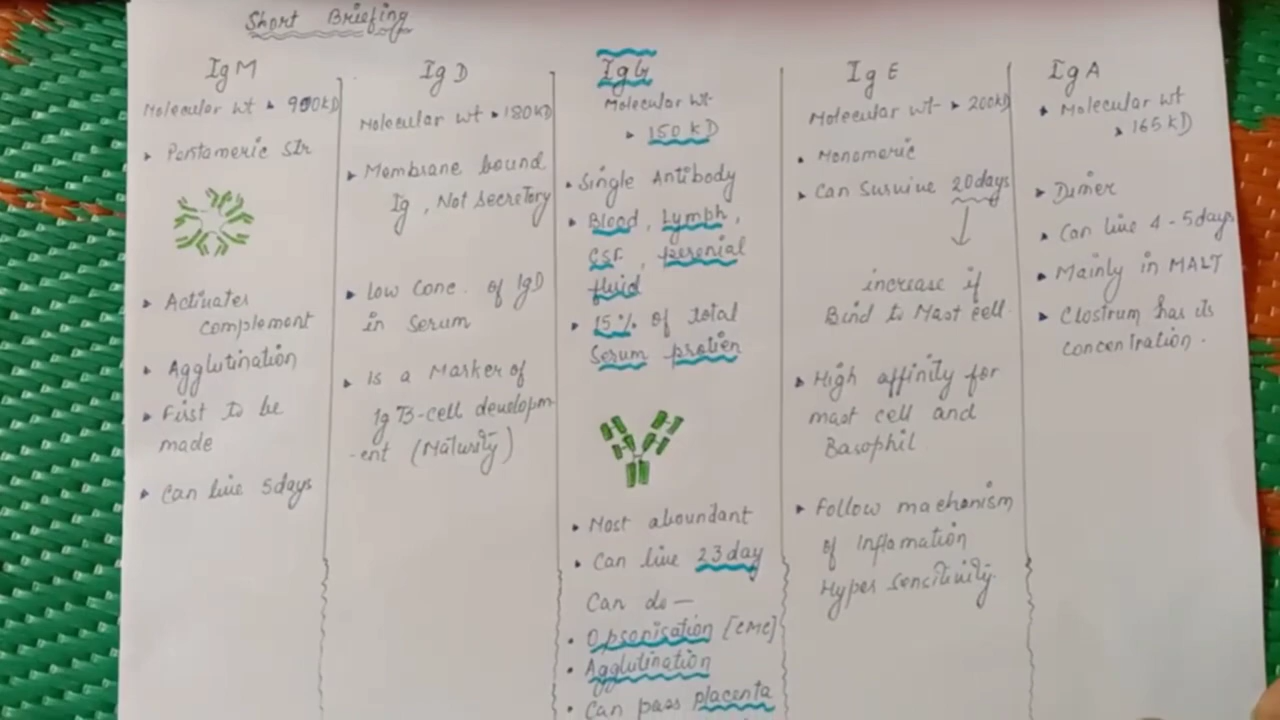 Short Briefing
IgM
Molecular wt 900KD
Pentameric Str
Activates
complement
Agglutination
First to be
made
Can live 5days
IgD
Molecular wt 180KD
Membrane bound
Ig, Not Secretory
Low Conc. of IgD
in Serum
Is a Marker of
Ig B-cell developm-
-ent (Maturity)
IgG
Molecular wt-
150 KD
Single Antibody
Blood, Lymph,
CSF, perenial
fluid
15% of total
Serum protien
Most aboundant
Can live 23day
Can do —
Opsonisation [CMC]
Agglutination
Can pass placenta
IgE
Molecular wt- 200KD
Monomeric
Can Survive 20days
increase if
Bind to Mast cell.
High affinity for
mast cell and
Basophil.
Follow machonism
of Inflomation
Hyper Sensitivity.
IgA
Molecular wt
165 KD
Dimer
Can live 4-5days
Mainly in MALT
Clostrum has its
Concentration.